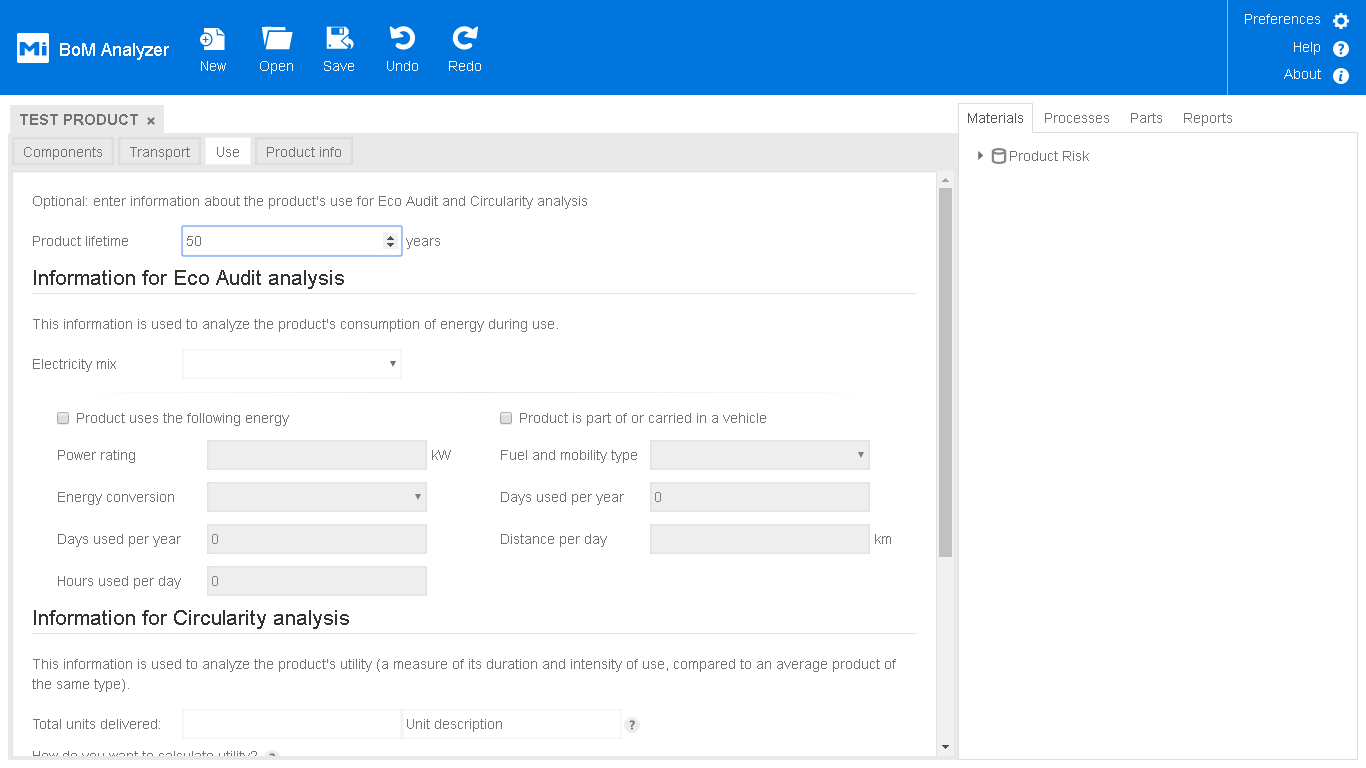 Mi BoM Analyzer
New Open Save Undo Redo
Preferences
Help ?
About i
TEST PRODUCT ×
Components Transport Use Product info
Materials Processes Parts Reports
Product Risk
Optional: enter information about the product's use for Eco Audit and Circularity analysis
Product lifetime 50 years
Information for Eco Audit analysis
This information is used to analyze the product's consumption of energy during use.
Electricity mix
Product uses the following energy
Product is part of or carried in a vehicle
Power rating kW
Fuel and mobility type
Energy conversion
Days used per year 0
Days used per year 0
Distance per day km
Hours used per day 0
Information for Circularity analysis
This information is used to analyze the product's utility (a measure of its duration and intensity of use, compared to an average product of
the same type).
Total units delivered: Unit description ?
How do you want to calculate utility? ?